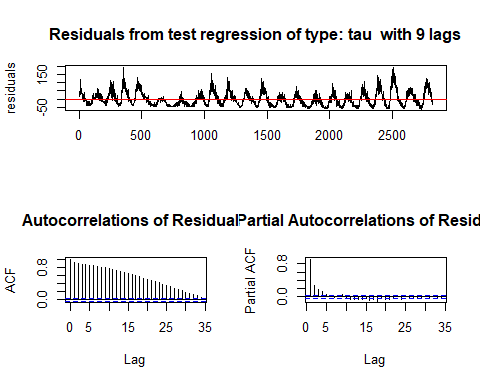 Residuals from test regression of type: tau with 9 lags
residuals
-50 150
0 500 1000 1500 2000 2500
Autocorrelations of Residual
Partial Autocorrelations of Resid
ACF
0.0 0.8
0 5 15 25 35
Lag
Partial ACF
0.0 0.8
0 5 15 25 35
Lag